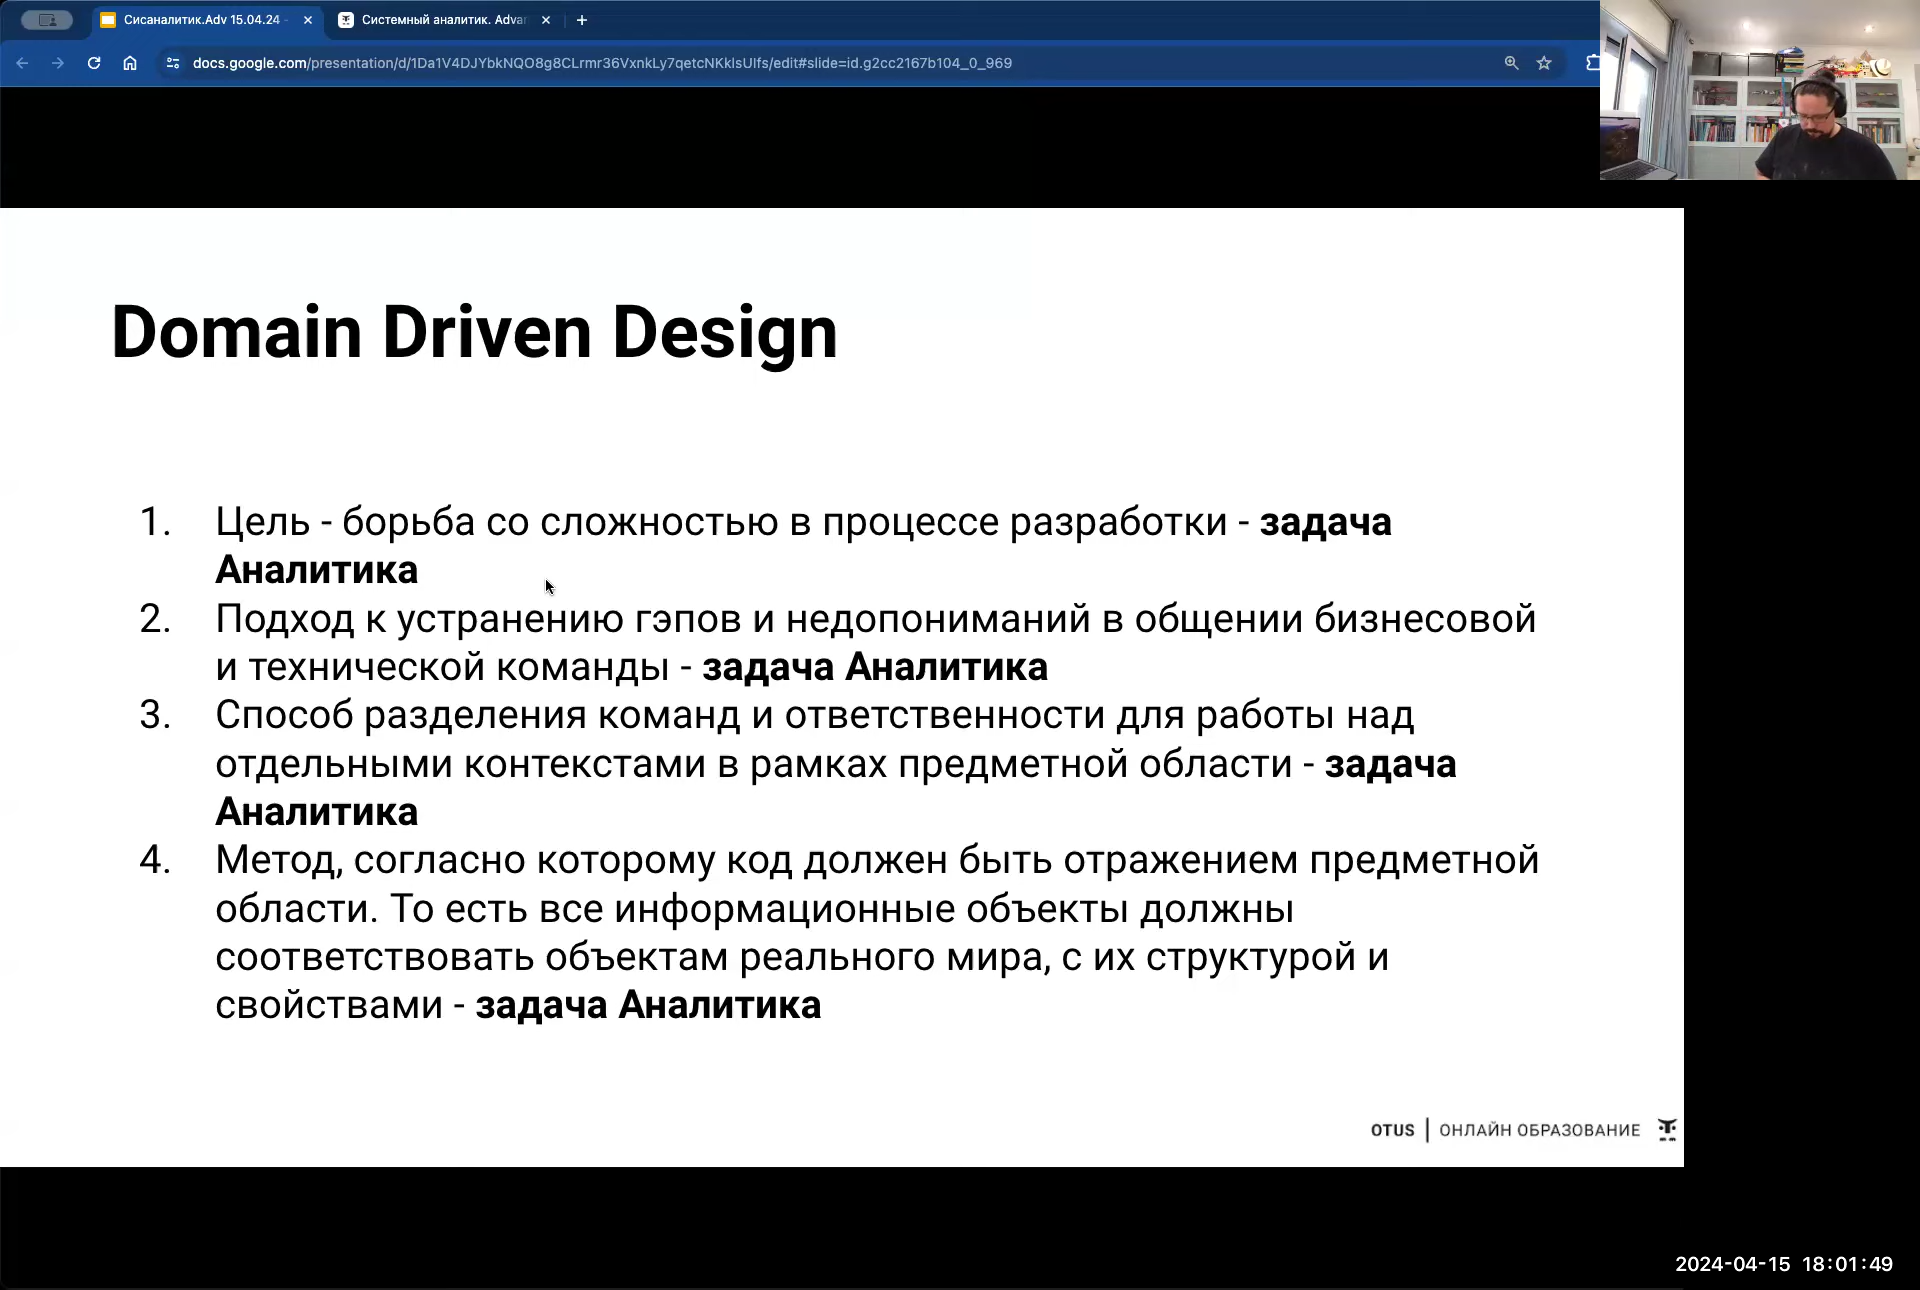 Сисаналитик.Adv 15.04.24 -
Системный аналитик. Adva
docs.google.com/presentation/d/1Da1V4DJYbkNQO8g8CLrmr36VxnkLy7qetcNKklsUlfs/edit#slide=id.g2cc2167b104_0_969
Domain Driven Design
1. Цель - борьба со сложностью в процессе разработки - задача
Аналитика
2. Подход к устранению гэпов и недопониманий в общении бизнесовой
и технической команды - задача Аналитика
3. Способ разделения команд и ответственности для работы над
отдельными контекстами в рамках предметной области - задача
Аналитика
4. Метод, согласно которому код должен быть отражением предметной
области. То есть все информационные объекты должны
соответствовать объектам реального мира, с их структурой и
свойствами - задача Аналитика
OTUS | ОНЛАЙН ОБРАЗОВАНИЕ
2024-04-15 18:01:49